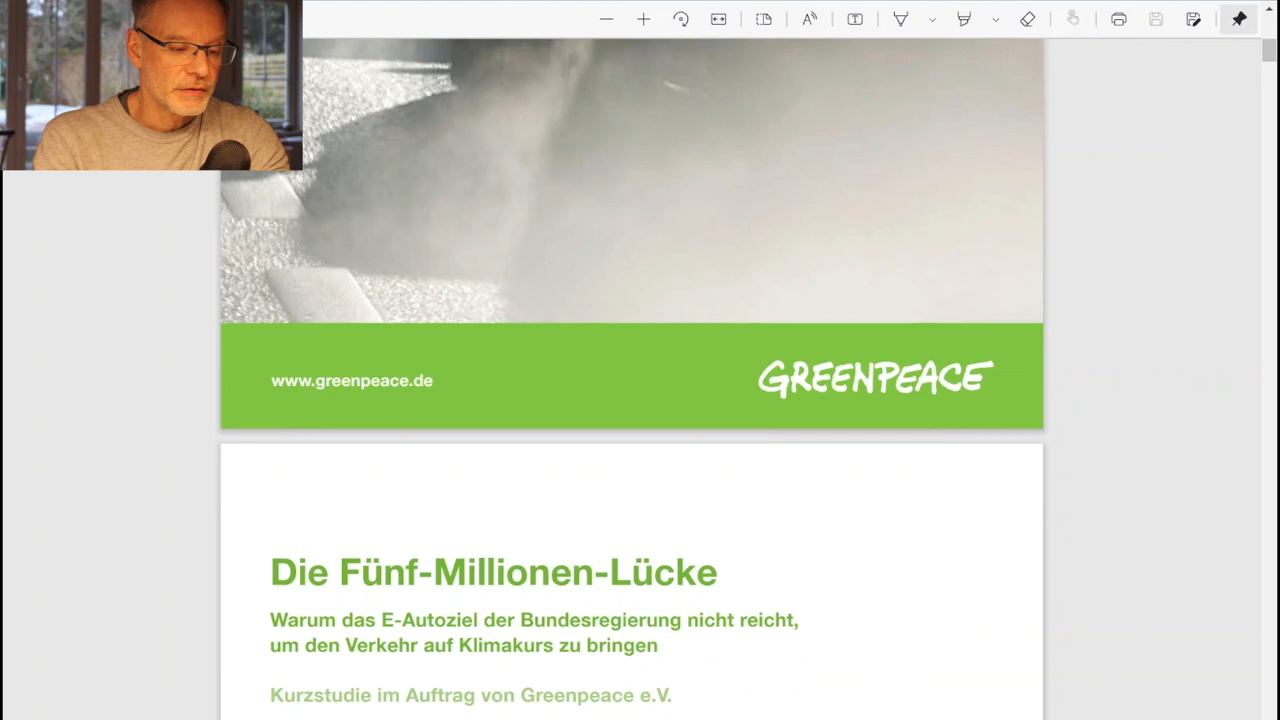 www.greenpeace.de
GREENPEACE
Die Fünf-Millionen-Lücke
Warum das E-Autoziel der Bundesregierung nicht reicht,
um den Verkehr auf Klimakurs zu bringen
Kurzstudie im Auftrag von Greenpeace e.V.